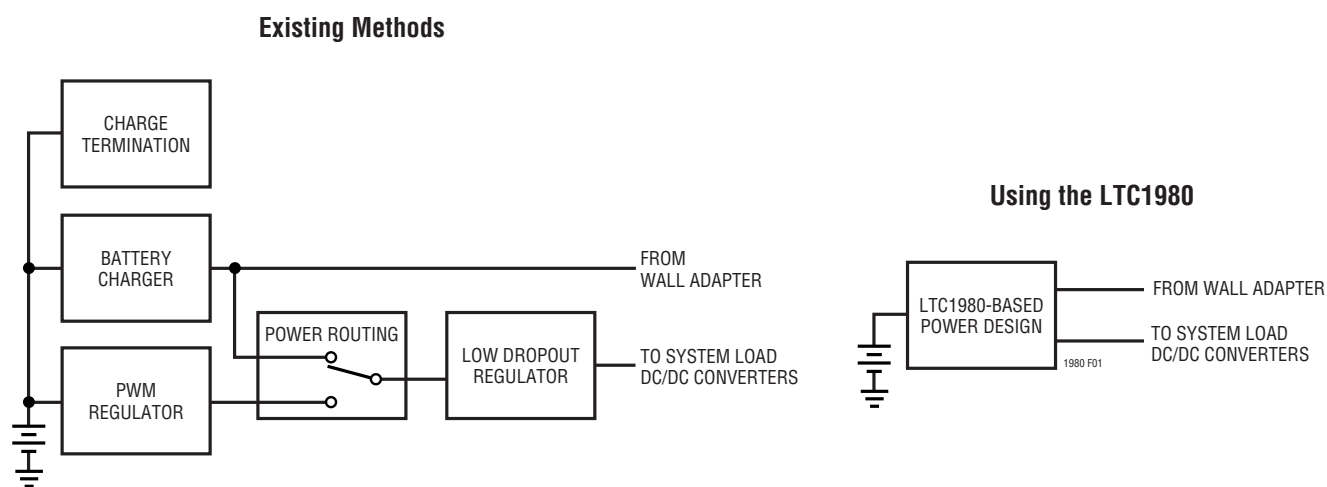 Existing Methods
CHARGE
TERMINATION
BATTERY
CHARGER
FROM
WALL ADAPTER
POWER ROUTING
LOW DROPOUT
REGULATOR
TO SYSTEM LOAD
DC/DC CONVERTERS
PWM
REGULATOR
Using the LTC1980
LTC1980-BASED
POWER DESIGN
FROM WALL ADAPTER
TO SYSTEM LOAD
DC/DC CONVERTERS
1980 F01